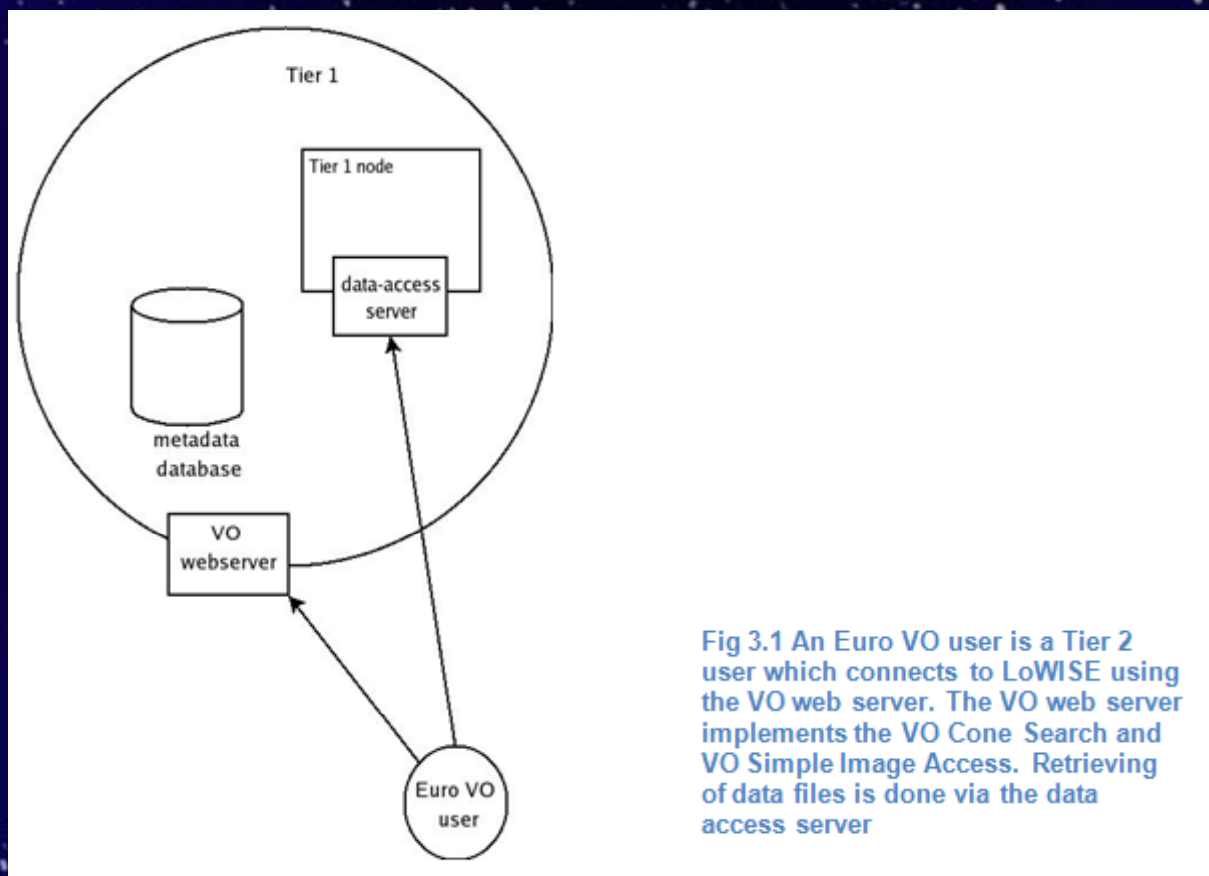 Tier 1
Tier 1 node
data-access
server
metadata
database
VO
webserver
Euro VO
user
Fig 3.1 An Euro VO user is a Tier 2
user which connects to LoWISE using
the VO web server. The VO web server
implements the VO Cone Search and
VO Simple Image Access. Retrieving
of data files is done via the data
access server